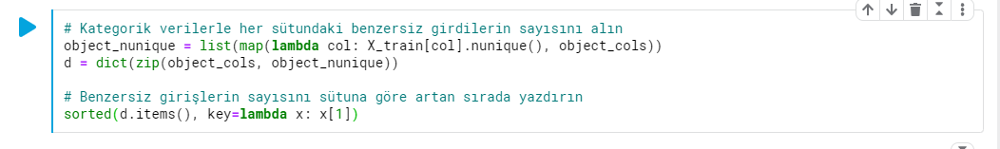 # Kategorik verilerle her sütundaki benzersiz girdilerin sayısını alın
object_nunique = list(map(lambda col: X_train[col].nunique(), object_cols))
d = dict(zip(object_cols, object_nunique))
# Benzersiz girişlerin sayısını sütuna göre artan sırada yazdırın
sorted(d.items(), key=lambda x: x[1])